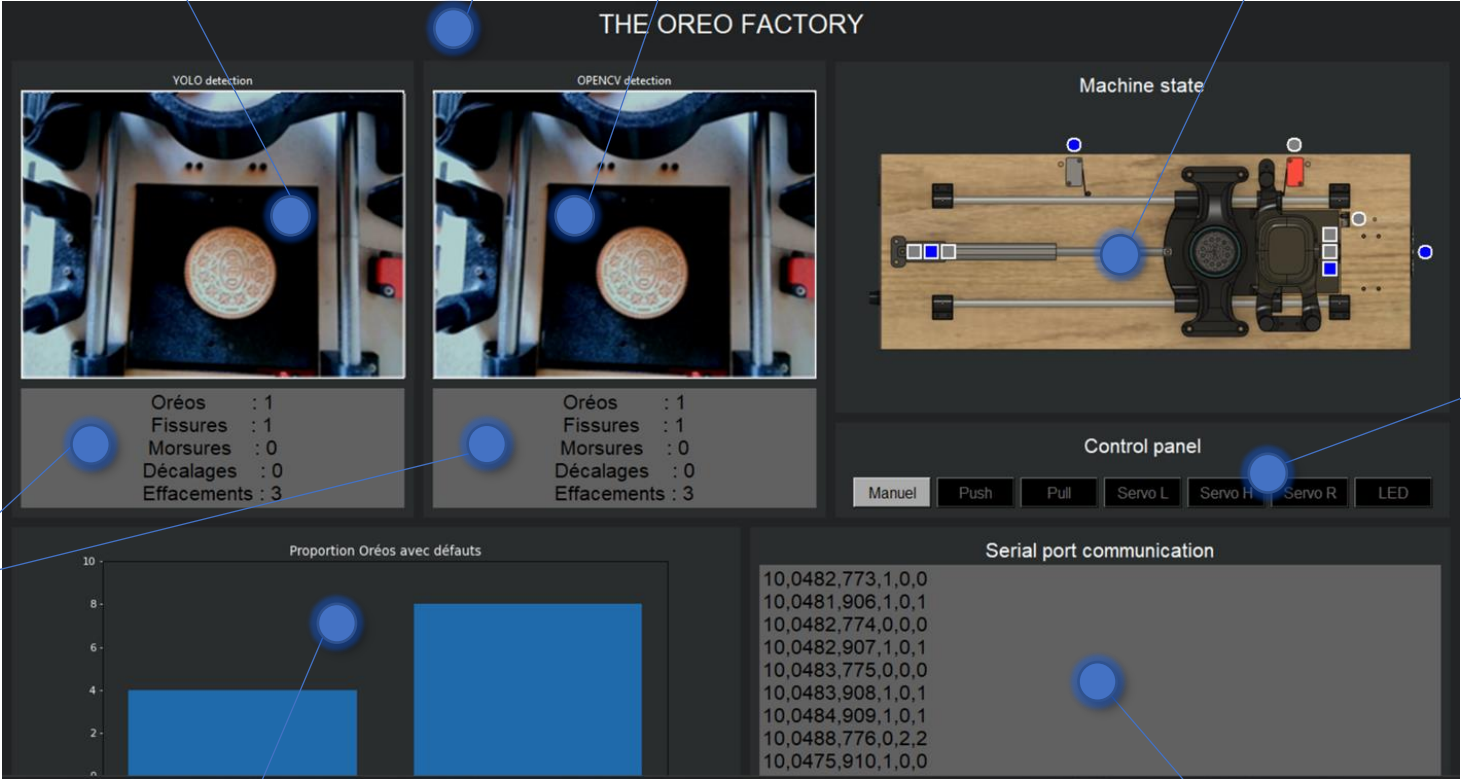 THE OREO FACTORY
YOLO detection
OPENCV detection
Machine state
Oréos : 1
Fissures : 1
Morsures : 0
Décalages : 0
Effacements : 3
Oréos : 1
Fissures : 1
Morsures : 0
Décalages : 0
Effacements : 3
Control panel
Manuel Push Pull Servo L Servo H Servo R LED
Proportion Oréos avec défauts
10
8
6
4
2
0
Serial port communication
10,0482,773,1,0,0
10,0481,906,1,0,1
10,0482,774,0,0,0
10,0482,907,1,0,1
10,0483,775,0,0,0
10,0483,908,1,0,1
10,0484,909,1,0,1
10,0488,776,0,2,2
10,0475,910,1,0,0